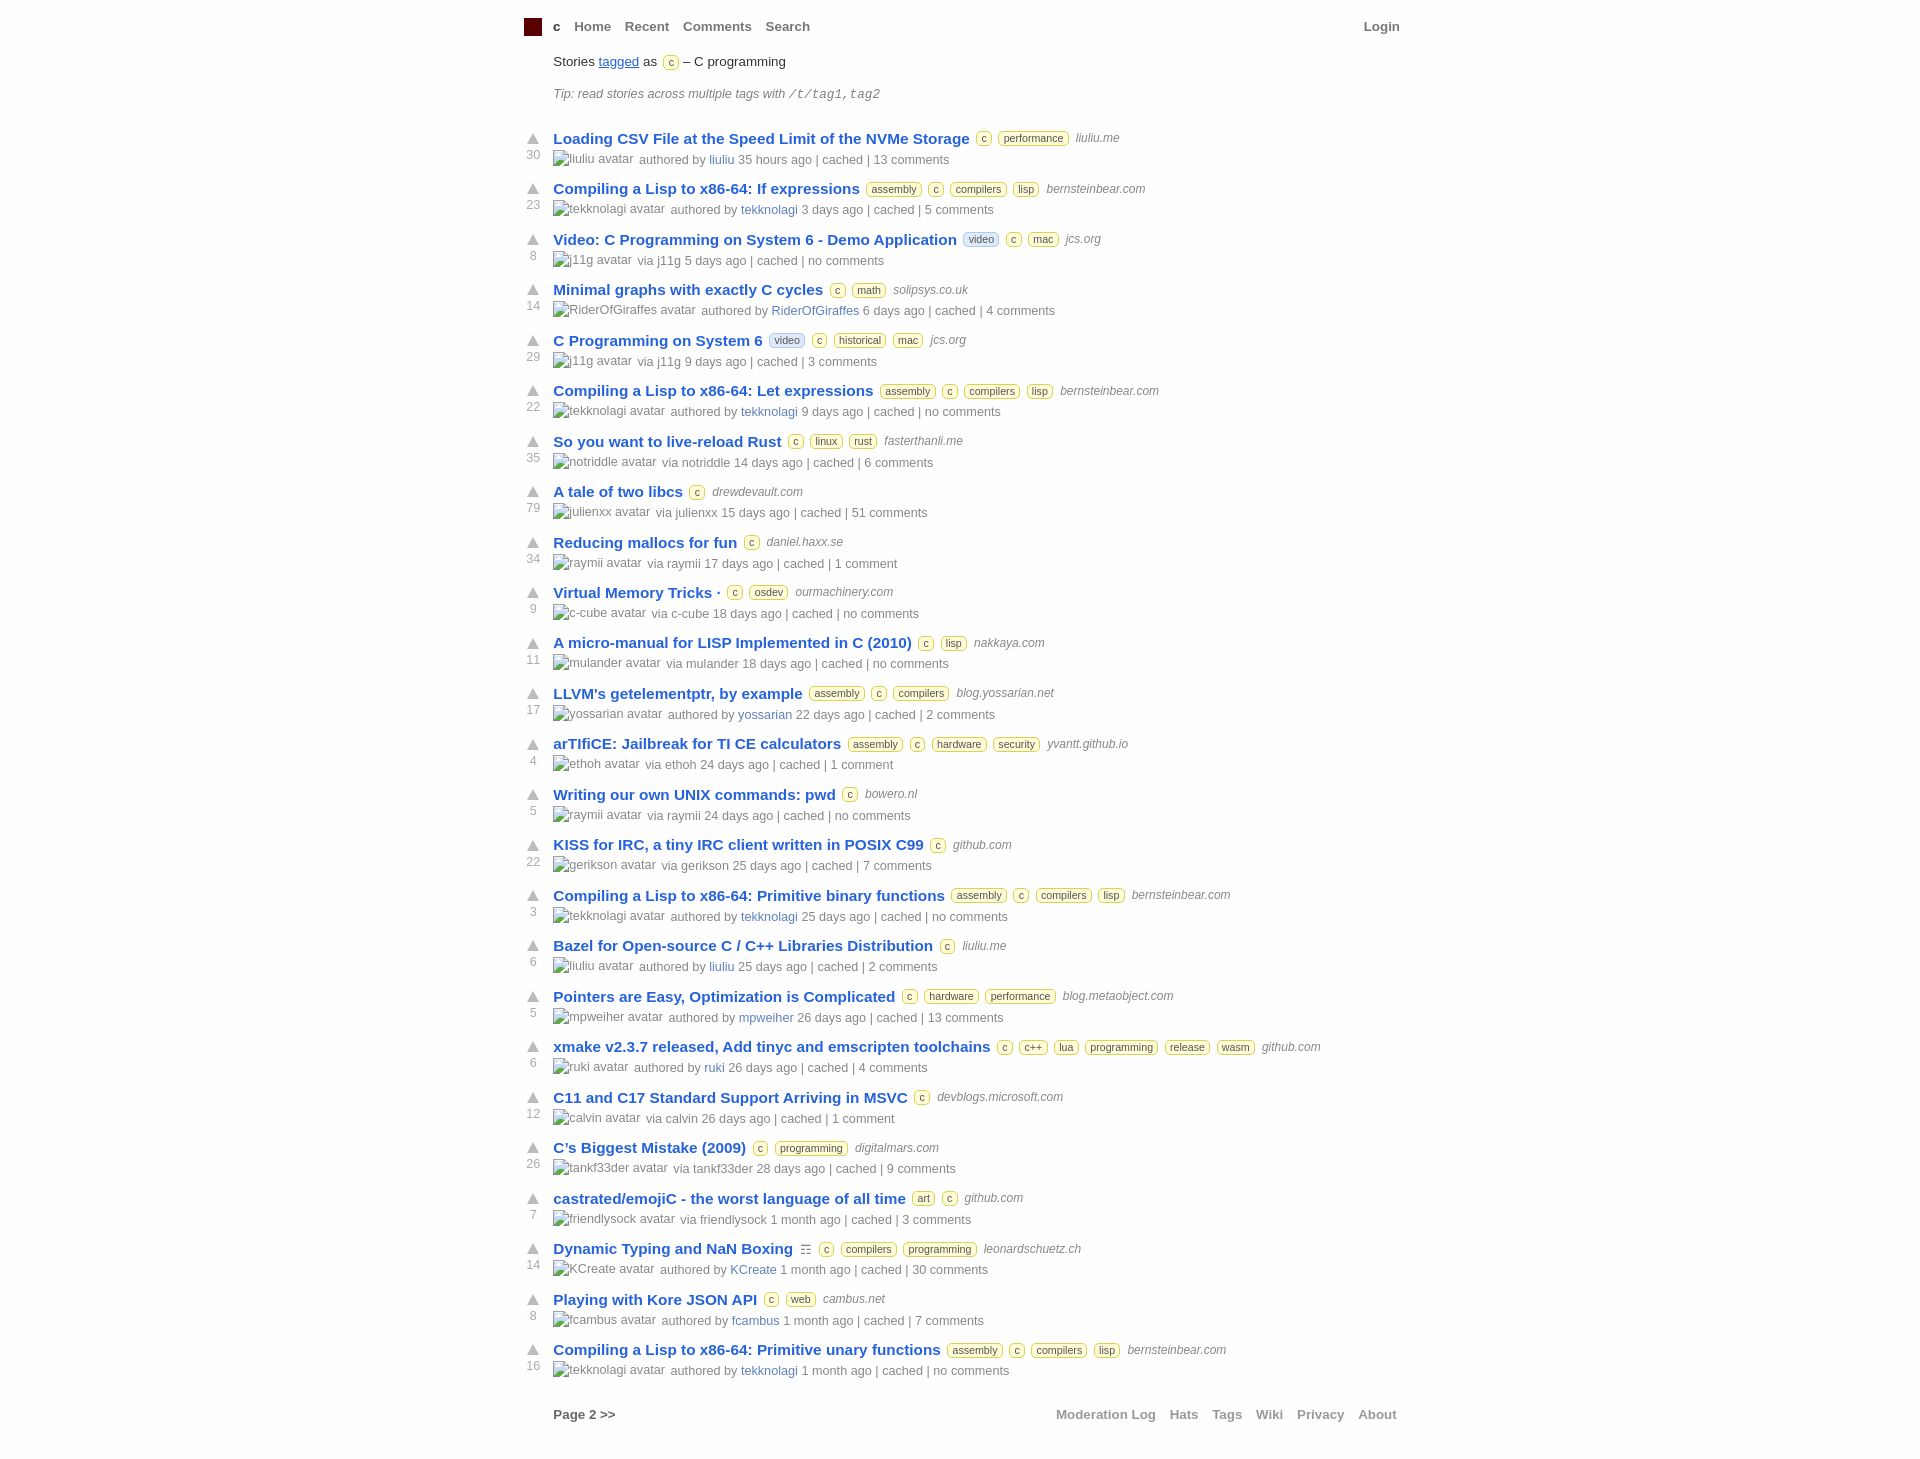 c Home Recent Comments Search Login
Stories tagged as c – C programming
Tip: read stories across multiple tags with /t/tag1,tag2
Loading CSV File at the Speed Limit of the NVMe Storage c performance liuliu.me
30 liuliu avatar authored by liuliu 35 hours ago | cached | 13 comments
Compiling a Lisp to x86-64: If expressions assembly c compilers lisp bernsteinbear.com
23 tekknolagi avatar authored by tekknolagi 3 days ago | cached | 5 comments
Video: C Programming on System 6 - Demo Application video c mac jcs.org
8 j11g avatar via j11g 5 days ago | cached | no comments
Minimal graphs with exactly C cycles c math solipsys.co.uk
14 RiderOfGiraffes avatar authored by RiderOfGiraffes 6 days ago | cached | 4 comments
C Programming on System 6 video c historical mac jcs.org
29 j11g avatar via j11g 9 days ago | cached | 3 comments
Compiling a Lisp to x86-64: Let expressions assembly c compilers lisp bernsteinbear.com
22 tekknolagi avatar authored by tekknolagi 9 days ago | cached | no comments
So you want to live-reload Rust c linux rust fasterthanli.me
35 notriddle avatar via notriddle 14 days ago | cached | 6 comments
A tale of two libcs c drewdevault.com
79 julienxx avatar via julienxx 15 days ago | cached | 51 comments
Reducing mallocs for fun c daniel.haxx.se
34 raymii avatar via raymii 17 days ago | cached | 1 comment
Virtual Memory Tricks · c osdev ourmachinery.com
9 c-cube avatar via c-cube 18 days ago | cached | no comments
A micro-manual for LISP Implemented in C (2010) c lisp nakkaya.com
11 mulander avatar via mulander 18 days ago | cached | no comments
LLVM's getelementptr, by example assembly c compilers blog.yossarian.net
17 yossarian avatar authored by yossarian 22 days ago | cached | 2 comments
arTIfiCE: Jailbreak for TI CE calculators assembly c hardware security yvantt.github.io
4 ethoh avatar via ethoh 24 days ago | cached | 1 comment
Writing our own UNIX commands: pwd c bowero.nl
5 raymii avatar via raymii 24 days ago | cached | no comments
KISS for IRC, a tiny IRC client written in POSIX C99 c github.com
22 gerikson avatar via gerikson 25 days ago | cached | 7 comments
Compiling a Lisp to x86-64: Primitive binary functions assembly c compilers lisp bernsteinbear.com
3 tekknolagi avatar authored by tekknolagi 25 days ago | cached | no comments
Bazel for Open-source C / C++ Libraries Distribution c liuliu.me
6 liuliu avatar authored by liuliu 25 days ago | cached | 2 comments
Pointers are Easy, Optimization is Complicated c hardware performance blog.metaobject.com
5 mpweiher avatar authored by mpweiher 26 days ago | cached | 13 comments
xmake v2.3.7 released, Add tinyc and emscripten toolchains c c++ lua programming release wasm github.com
6 ruki avatar authored by ruki 26 days ago | cached | 4 comments
C11 and C17 Standard Support Arriving in MSVC c devblogs.microsoft.com
12 calvin avatar via calvin 26 days ago | cached | 1 comment
C’s Biggest Mistake (2009) c programming digitalmars.com
26 tankf33der avatar via tankf33der 28 days ago | cached | 9 comments
castrated/emojiC - the worst language of all time art c github.com
7 friendlysock avatar via friendlysock 1 month ago | cached | 3 comments
Dynamic Typing and NaN Boxing ☶ c compilers programming leonardschuetz.ch
14 KCreate avatar authored by KCreate 1 month ago | cached | 30 comments
Playing with Kore JSON API c web cambus.net
8 fcambus avatar authored by fcambus 1 month ago | cached | 7 comments
Compiling a Lisp to x86-64: Primitive unary functions assembly c compilers lisp bernsteinbear.com
16 tekknolagi avatar authored by tekknolagi 1 month ago | cached | no comments
Page 2 >> Moderation Log Hats Tags Wiki Privacy About